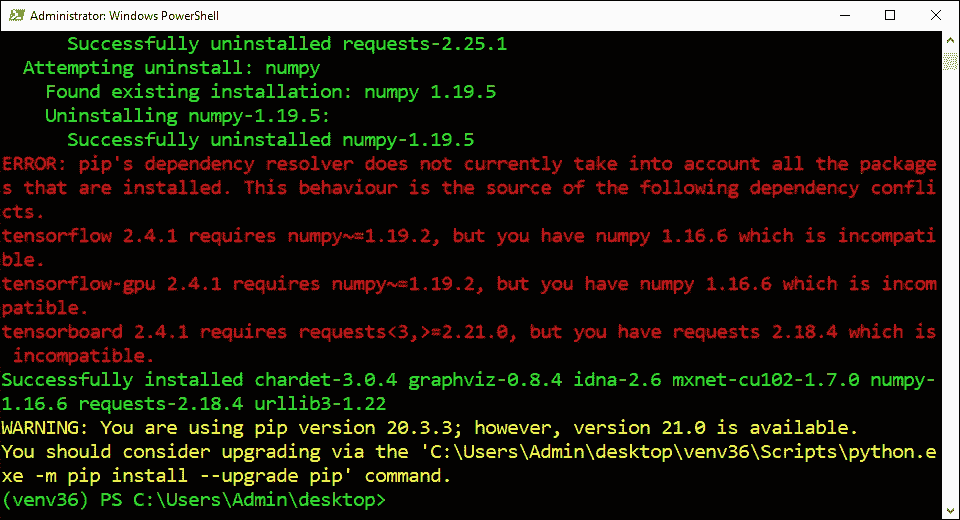 Administrator: Windows PowerShell
Successfully uninstalled requests-2.25.1
Attempting uninstall: numpy
Found existing installation: numpy 1.19.5
Uninstalling numpy-1.19.5:
Successfully uninstalled numpy-1.19.5
ERROR: pip's dependency resolver does not currently take into account all the package
s that are installed. This behaviour is the source of the following dependency confli
cts.
tensorflow 2.4.1 requires numpy~=1.19.2, but you have numpy 1.16.6 which is incompati
ble.
tensorflow-gpu 2.4.1 requires numpy~=1.19.2, but you have numpy 1.16.6 which is incom
patible.
tensorboard 2.4.1 requires requests<3,>=2.21.0, but you have requests 2.18.4 which is
incompatible.
Successfully installed chardet-3.0.4 graphviz-0.8.4 idna-2.6 mxnet-cu102-1.7.0 numpy-
1.16.6 requests-2.18.4 urllib3-1.22
WARNING: You are using pip version 20.3.3; however, version 21.0 is available.
You should consider upgrading via the 'C:\Users\Admin\desktop\venv36\Scripts\python.e
xe -m pip install --upgrade pip' command.
(venv36) PS C:\Users\Admin\desktop>